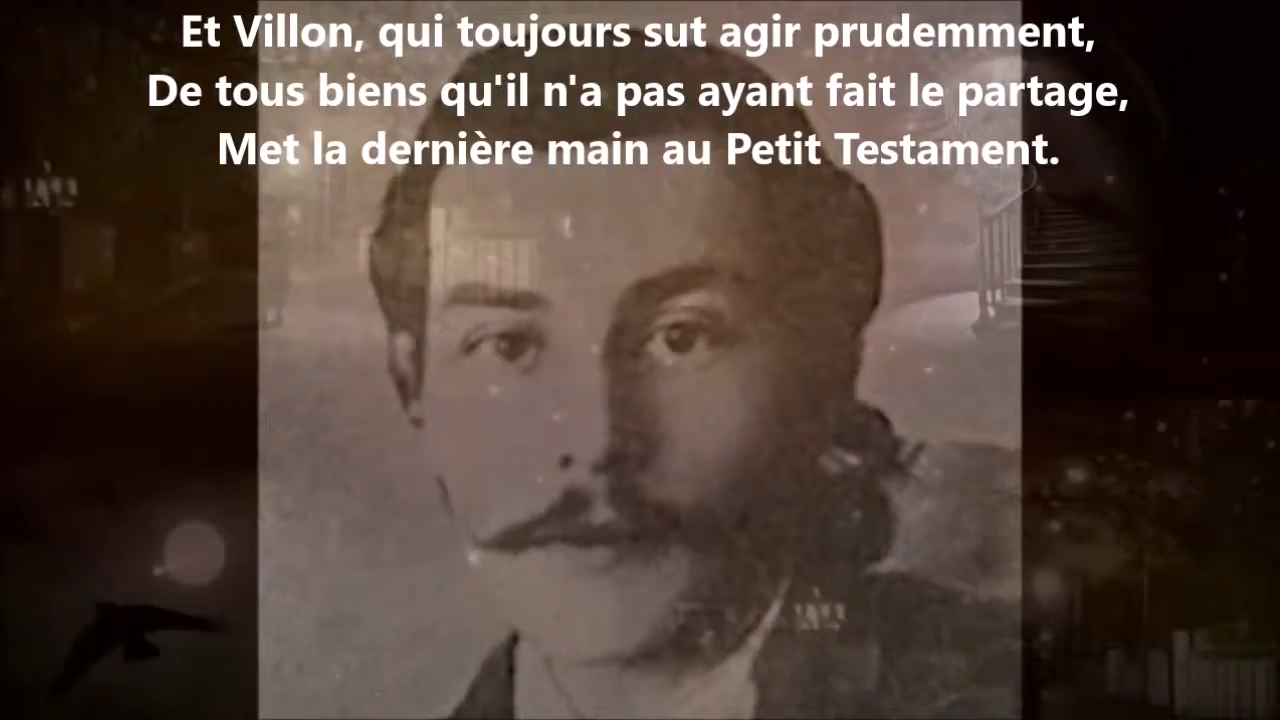 Et Villon, qui toujours sut agir prudemment,
De tous biens qu'il n'a pas ayant fait le partage,
Met la dernière main au Petit Testament.